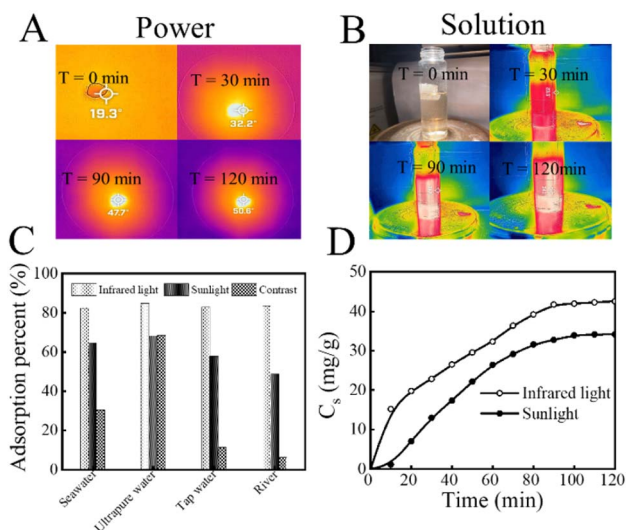 A Power
B Solution
T = 0 min
T = 30 min
19.3°
32.2°
T = 90 min
T = 120 min
47.7°
50.6°
T = 0 min
T = 30 min
T = 90 min
T = 120min
C
Adsorption percent (%)
100
80
60
40
20
0
Infrared light Sunlight Contrast
Seawater
Ultrapure water
Tap water
River
D
Cs (mg/g)
50
40
30
20
10
0
Infrared light
Sunlight
0 20 40 60 80 100 120
Time (min)